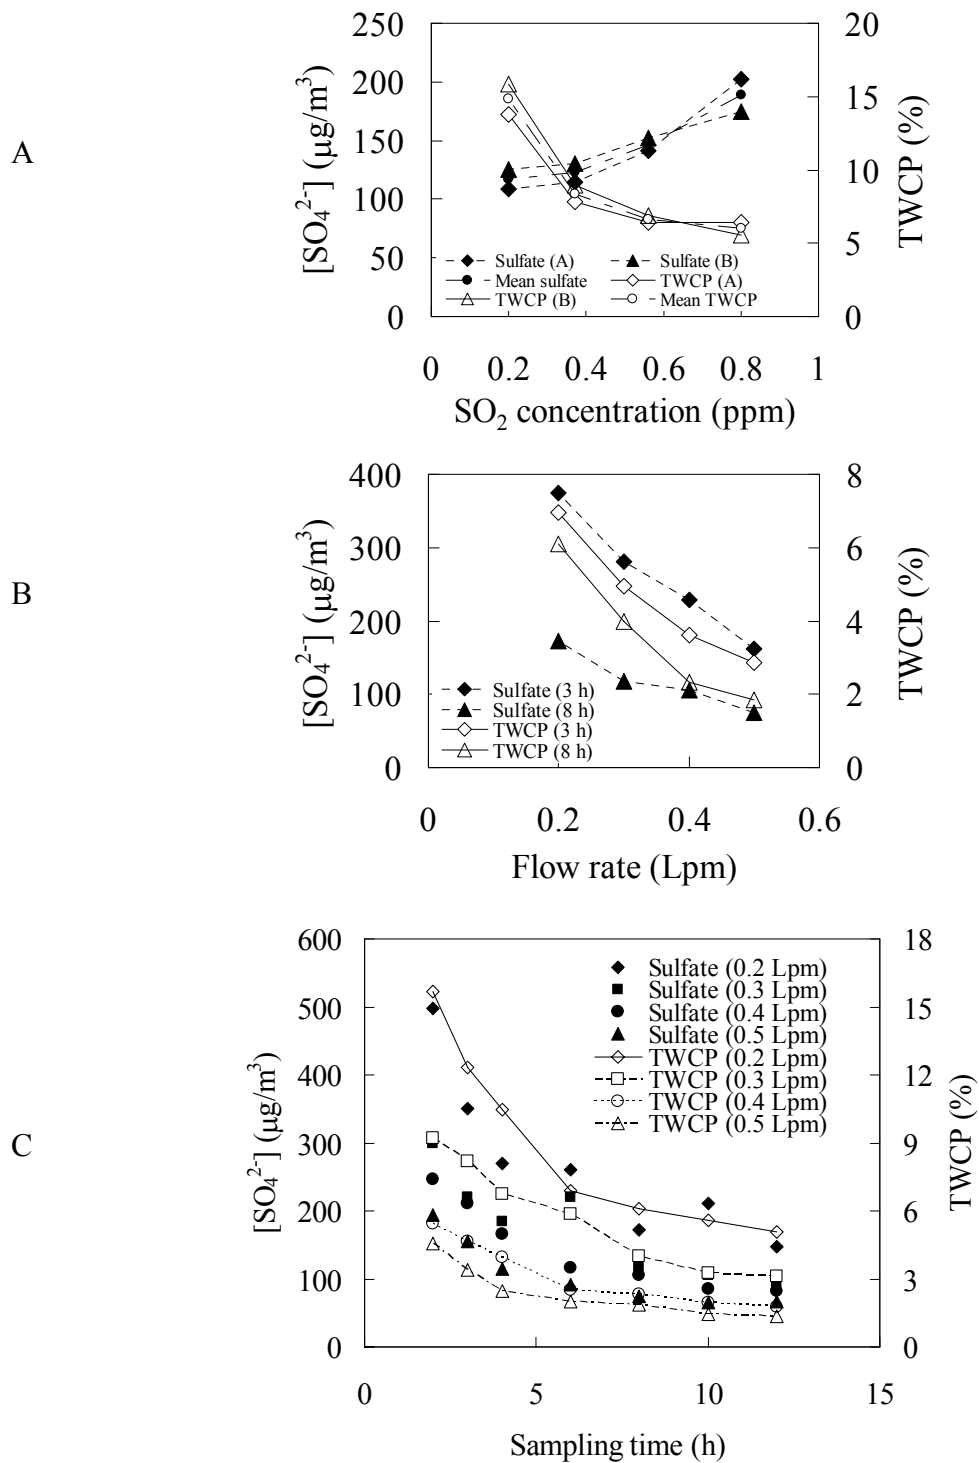 A
[SO₄²⁻] (μg/m³)
250
200
150
100
50
0
20
15
10
5
0
TWCP (%)
Sulfate (A)
Sulfate (B)
Mean sulfate
TWCP (A)
TWCP (B)
Mean TWCP
0 0.2 0.4 0.6 0.8 1
SO₂ concentration (ppm)
B
[SO₄²⁻] (μg/m³)
400
300
200
100
0
8
6
4
2
0
TWCP (%)
Sulfate (3 h)
Sulfate (8 h)
TWCP (3 h)
TWCP (8 h)
0 0.2 0.4 0.6
Flow rate (Lpm)
C
[SO₄²⁻] (μg/m³)
600
500
400
300
200
100
0
18
15
12
9
6
3
0
TWCP (%)
Sulfate (0.2 Lpm)
Sulfate (0.3 Lpm)
Sulfate (0.4 Lpm)
Sulfate (0.5 Lpm)
TWCP (0.2 Lpm)
TWCP (0.3 Lpm)
TWCP (0.4 Lpm)
TWCP (0.5 Lpm)
0 5 10 15
Sampling time (h)